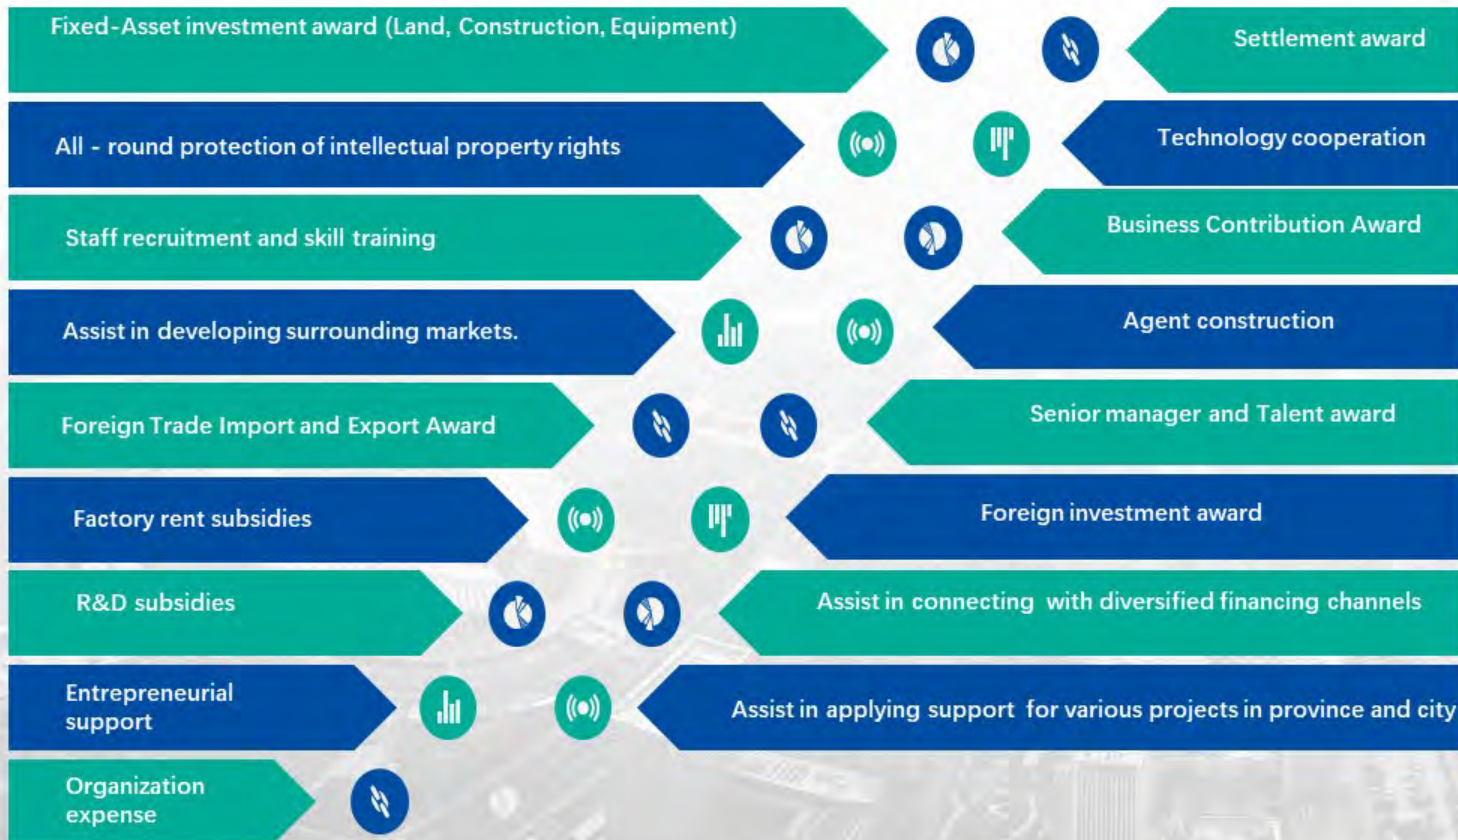 Fixed-Asset investment award (Land, Construction, Equipment)
Settlement award
All - round protection of intellectual property rights
Technology cooperation
Staff recruitment and skill training
Business Contribution Award
Assist in developing surrounding markets.
Agent construction
Foreign Trade Import and Export Award
Senior manager and Talent award
Factory rent subsidies
Foreign investment award
R&D subsidies
Assist in connecting with diversified financing channels
Entrepreneurial
support
Assist in applying support for various projects in province and city
Organization
expense